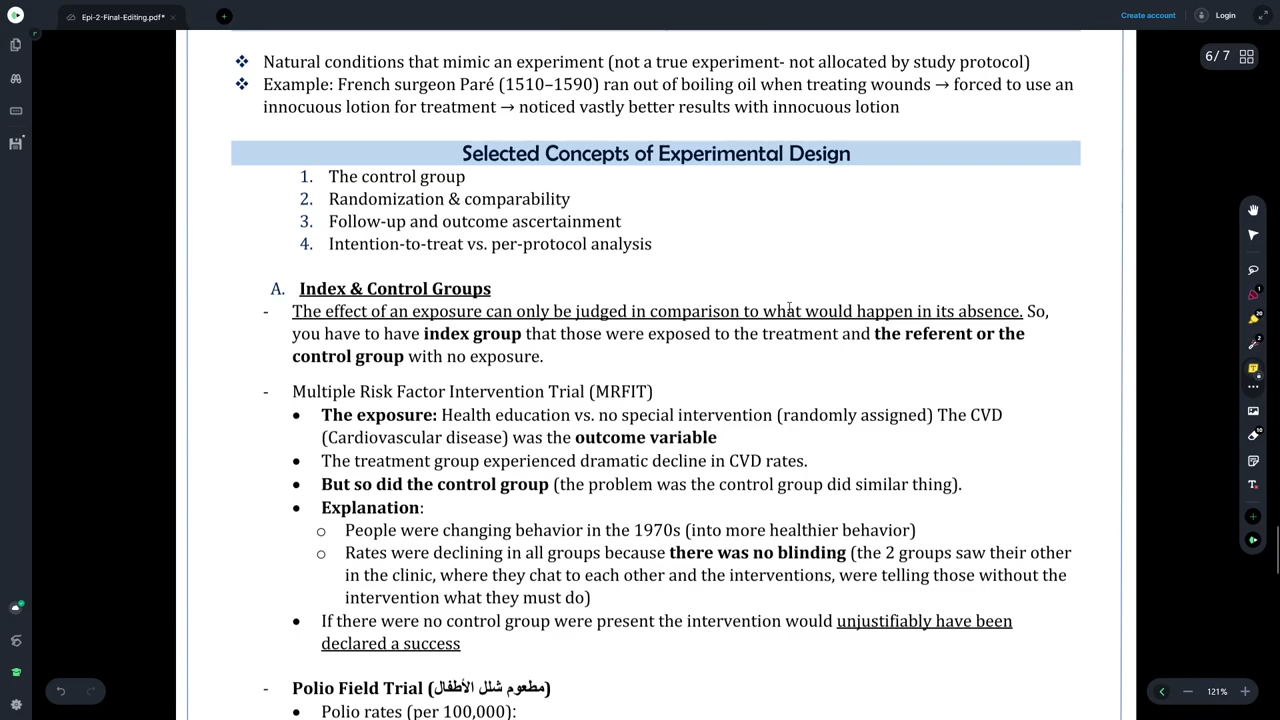 Epi-2-Final-Editing.pdf*
Create account
Login
6/ 7
❖ Natural conditions that mimic an experiment (not a true experiment- not allocated by study protocol)
❖ Example: French surgeon Paré (1510–1590) ran out of boiling oil when treating wounds → forced to use an
innocuous lotion for treatment → noticed vastly better results with innocuous lotion
Selected Concepts of Experimental Design
1. The control group
2. Randomization & comparability
3. Follow-up and outcome ascertainment
4. Intention-to-treat vs. per-protocol analysis
A. Index & Control Groups
- The effect of an exposure can only be judged in comparison to what would happen in its absence. So,
you have to have index group that those were exposed to the treatment and the referent or the
control group with no exposure.
- Multiple Risk Factor Intervention Trial (MRFIT)
• The exposure: Health education vs. no special intervention (randomly assigned) The CVD
(Cardiovascular disease) was the outcome variable
• The treatment group experienced dramatic decline in CVD rates.
• But so did the control group (the problem was the control group did similar thing).
• Explanation:
o People were changing behavior in the 1970s (into more healthier behavior)
o Rates were declining in all groups because there was no blinding (the 2 groups saw their other
in the clinic, where they chat to each other and the interventions, were telling those without the
intervention what they must do)
• If there were no control group were present the intervention would unjustifiably have been
declared a success
- Polio Field Trial (مطعوم شلل الأطفال)
• Polio rates (per 100,000):
121%